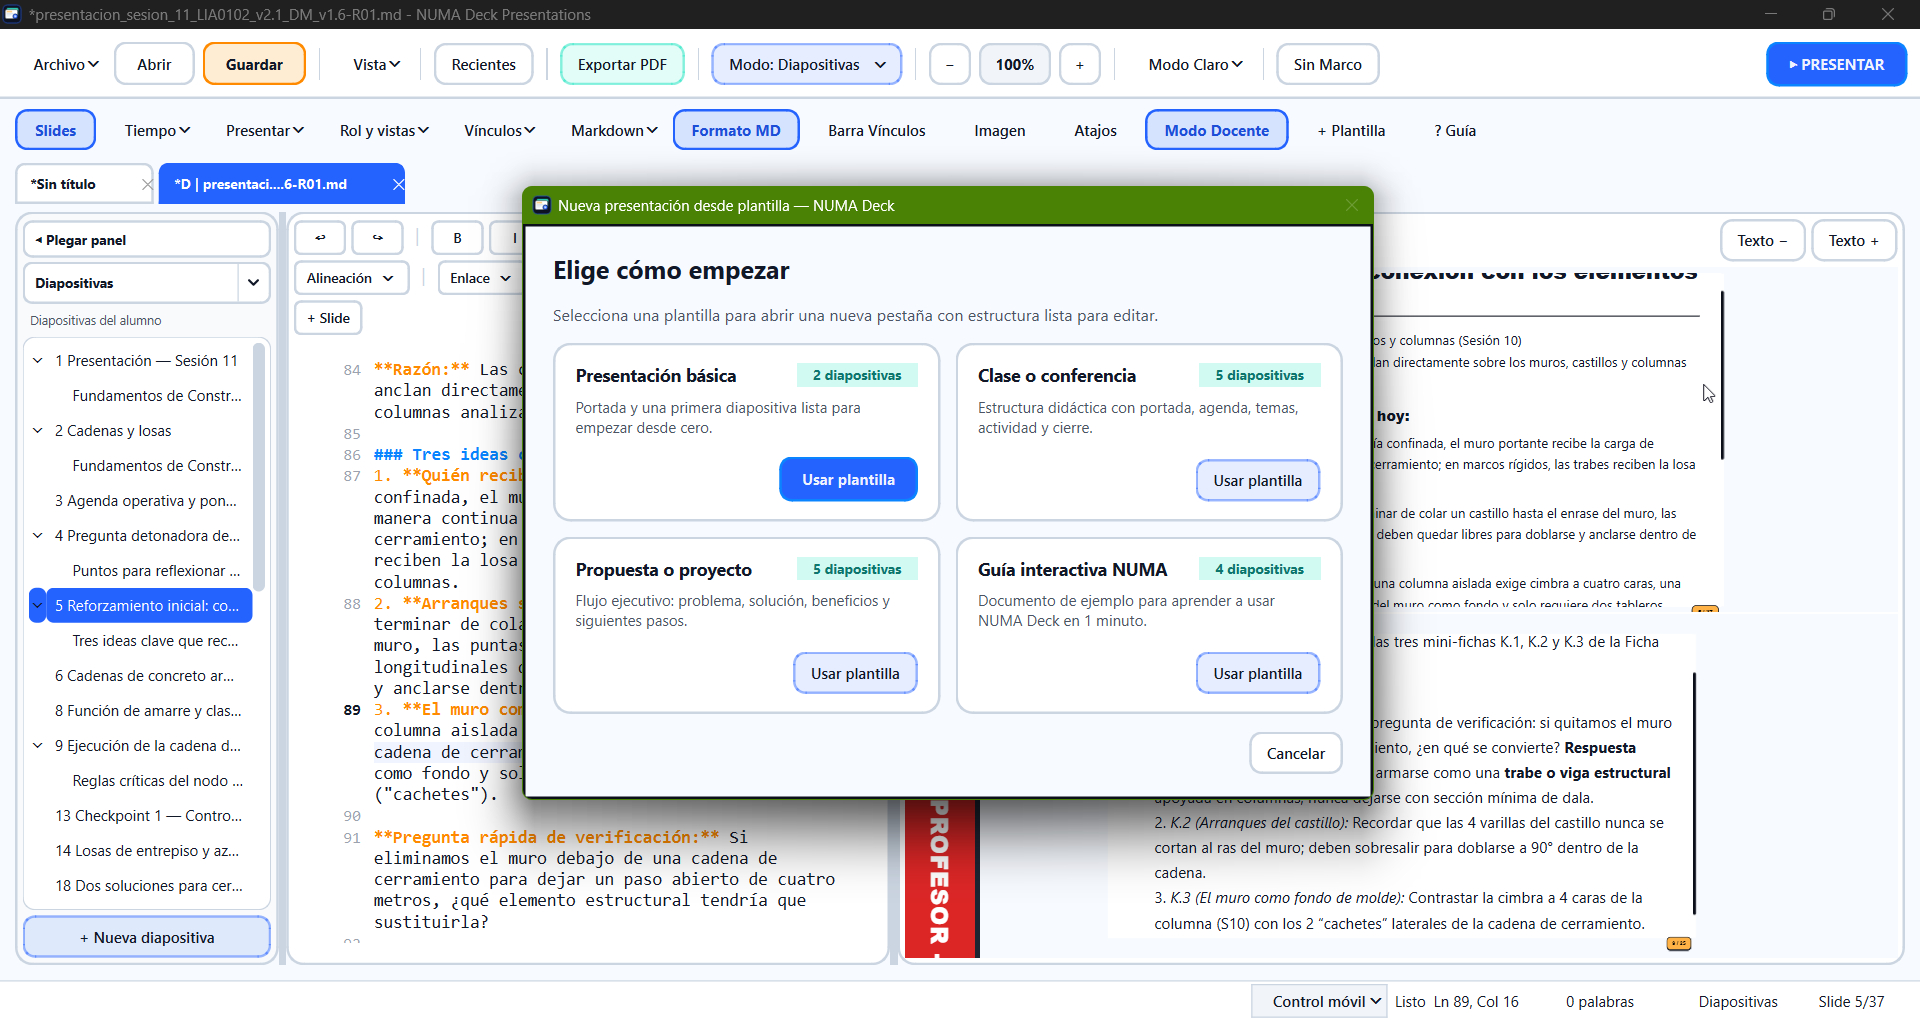 *presentacion_sesion_11_LIA0102_v2.1_DM_v1.6-R01.md - NUMA Deck Presentations
Archivo
Abrir
Guardar
Vista
Recientes
Exportar PDF
Modo: Diapositivas
−
100%
+
Modo Claro
Sin Marco
▸ PRESENTAR
Slides
Tiempo
Presentar
Rol y vistas
Vínculos
Markdown
Formato MD
Barra Vínculos
Imagen
Atajos
Modo Docente
+ Plantilla
? Guía
*Sin título
*D | presentaci....6-R01.md
◂ Plegar panel
Diapositivas
Diapositivas del alumno
1 Presentación — Sesión 11
Fundamentos de Constr...
2 Cadenas y losas
Fundamentos de Constr...
3 Agenda operativa y pon...
4 Pregunta detonadora de...
Puntos para reflexionar ...
5 Reforzamiento inicial: co...
Tres ideas clave que rec...
6 Cadenas de concreto ar...
8 Función de amarre y clas...
9 Ejecución de la cadena d...
Reglas críticas del nodo ...
13 Checkpoint 1 — Contro...
14 Losas de entrepiso y az...
18 Dos soluciones para cer...
+ Nueva diapositiva
B
I
Alineación
Enlace
+ Slide
84 **Razón:** Las
anclan directame
columnas analiza
85
86 ### Tres ideas
87 1. **Quién recib
confinada, el mu
manera continua
cerramiento; en
reciben la losa
columnas.
88 2. **Arranques s
terminar de cola
muro, las puntas
longitudinales
y anclarse dentr
89 3. **El muro com
columna aislada
cadena de cerram
como fondo y sol
("cachetes").
90
91 **Pregunta rápida de verificación:** Si
eliminamos el muro debajo de una cadena de
cerramiento para dejar un paso abierto de cuatro
metros, ¿qué elemento estructural tendría que
sustituirla?
Nueva presentación desde plantilla — NUMA Deck
Elige cómo empezar
Selecciona una plantilla para abrir una nueva pestaña con estructura lista para editar.
Presentación básica
2 diapositivas
Portada y una primera diapositiva lista para
empezar desde cero.
Usar plantilla
Clase o conferencia
5 diapositivas
Estructura didáctica con portada, agenda, temas,
actividad y cierre.
Usar plantilla
Propuesta o proyecto
5 diapositivas
Flujo ejecutivo: problema, solución, beneficios y
siguientes pasos.
Usar plantilla
Guía interactiva NUMA
4 diapositivas
Documento de ejemplo para aprender a usar
NUMA Deck en 1 minuto.
Usar plantilla
Cancelar
Texto −
Texto +
conexión con los elementos
os y columnas (Sesión 10)
lan directamente sobre los muros, castillos y columnas
hoy:
ía confinada, el muro portante recibe la carga de
erramiento; en marcos rígidos, las trabes reciben la losa
inar de colar un castillo hasta el enrase del muro, las
deben quedar libres para doblarse y anclarse dentro de
una columna aislada exige cimbra a cuatro caras, una
del muro como fondo y solo requiere dos tableros
las tres mini-fichas K.1, K.2 y K.3 de la Ficha
pregunta de verificación: si quitamos el muro
iento, ¿en qué se convierte? Respuesta
armarse como una trabe o viga estructural
apoyada en columnas, nunca dejarse con sección mínima de dala.
2. K.2 (Arranques del castillo): Recordar que las 4 varillas del castillo nunca se
cortan al ras del muro; deben sobresalir para doblarse a 90° dentro de la
cadena.
3. K.3 (El muro como fondo de molde): Contrastar la cimbra a 4 caras de la
columna (S10) con los 2 “cachetes” laterales de la cadena de cerramiento.
PROFESOR
Control móvil
Listo
Ln 89, Col 16
0 palabras
Diapositivas
Slide 5/37